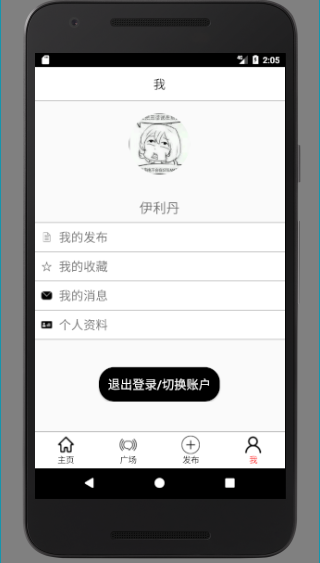 2:05
我
伊利丹
我的发布
我的收藏
我的消息
个人资料
退出登录/切换账户
主页
广场
发布
我